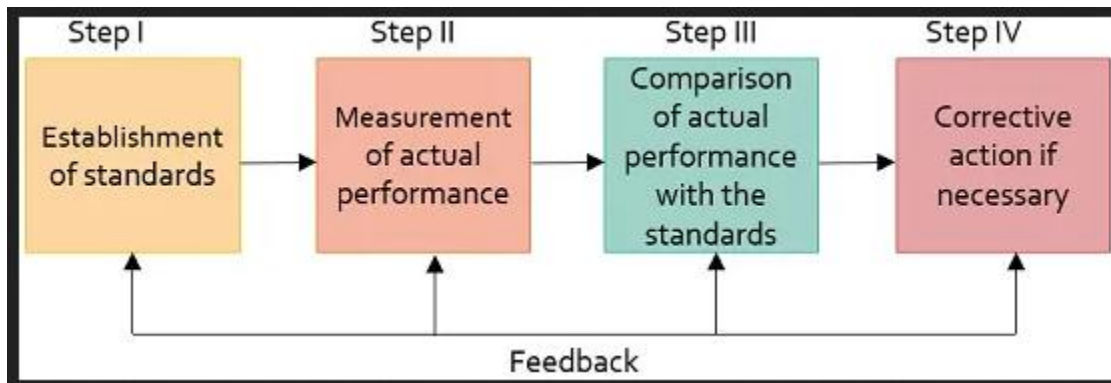 Step I
Establishment
of standards
Step II
Measurement
of actual
performance
Step III
Comparison
of actual
performance
with the
standards
Step IV
Corrective
action if
necessary
Feedback